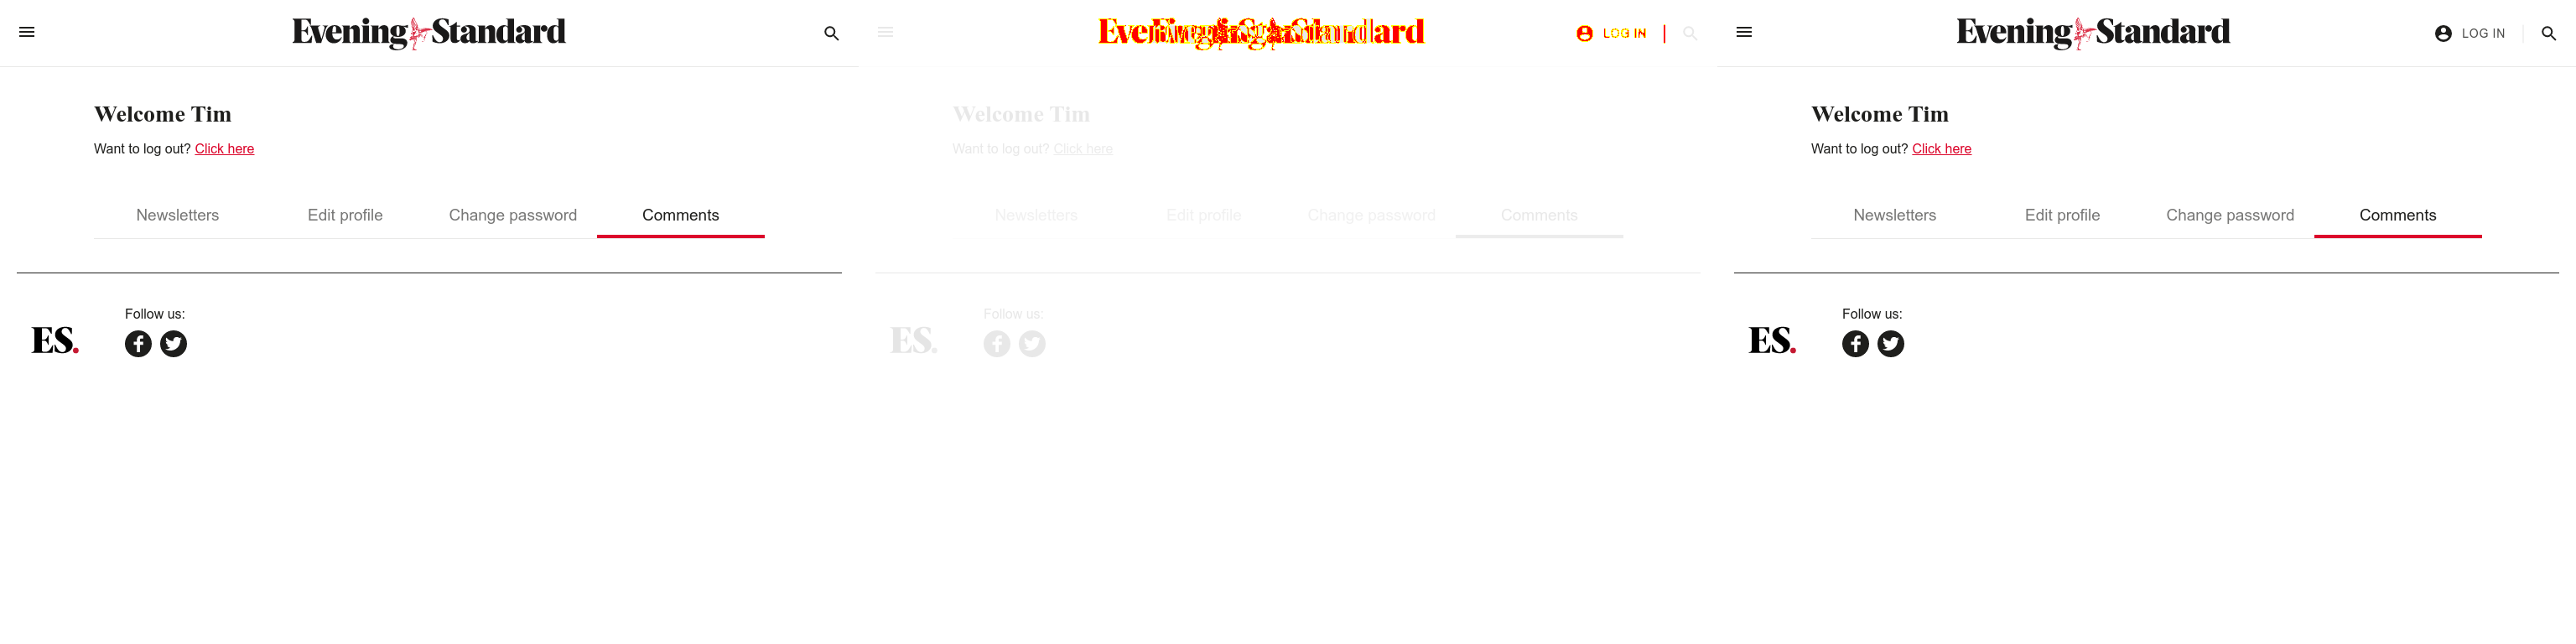 Evening Standard
Welcome Tim
Want to log out? Click here
Newsletters Edit profile Change password Comments
Follow us:
ES.
Evening Standard
LOG IN
Welcome Tim
Want to log out? Click here
Newsletters Edit profile Change password Comments
Follow us:
ES.
Evening Standard
LOG IN
Welcome Tim
Want to log out? Click here
Newsletters Edit profile Change password Comments
Follow us:
ES.